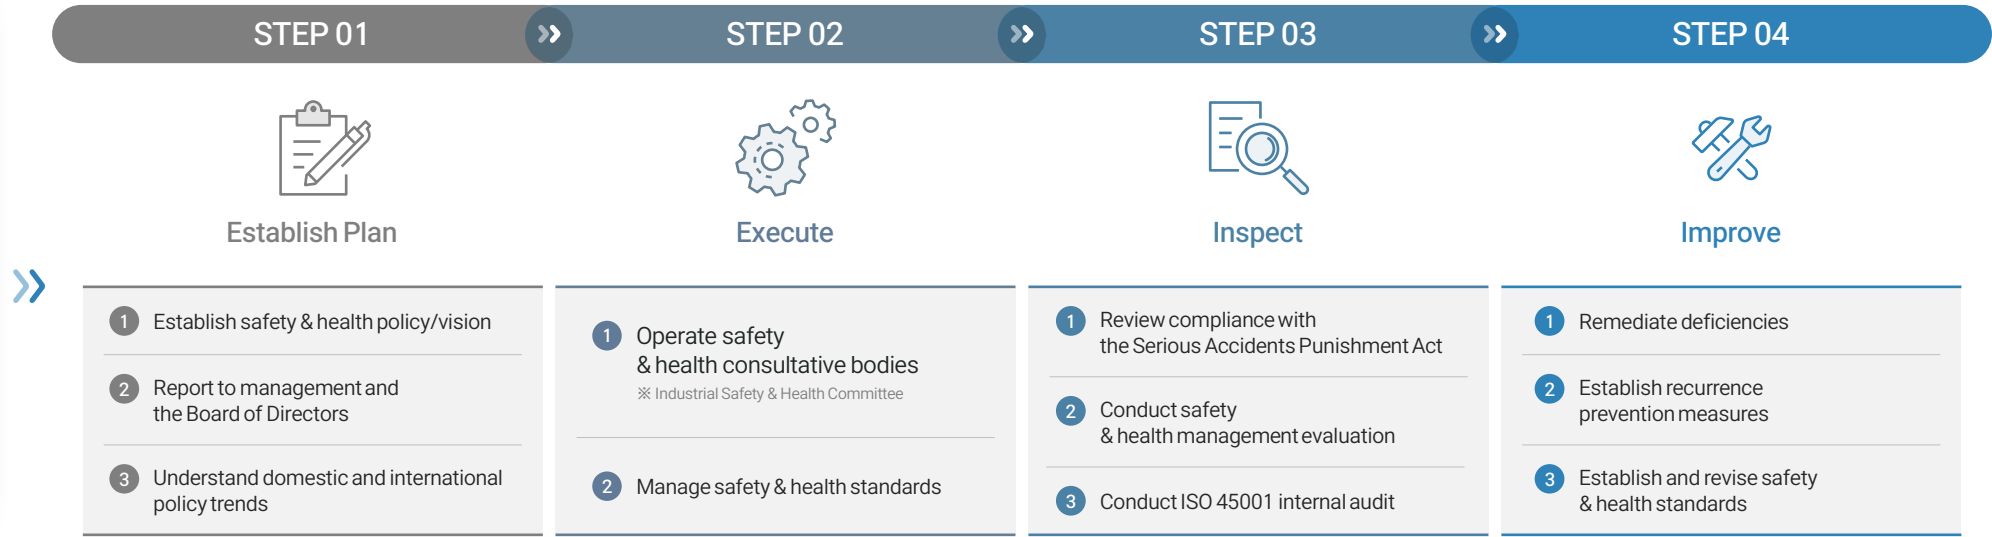 STEP 01
STEP 02
STEP 03
STEP 04
Establish Plan
Execute
Inspect
Improve
1 Establish safety & health policy/vision
2 Report to management and
the Board of Directors
3 Understand domestic and international
policy trends
1 Operate safety
& health consultative bodies
※ Industrial Safety & Health Committee
2 Manage safety & health standards
1 Review compliance with
the Serious Accidents Punishment Act
2 Conduct safety
& health management evaluation
3 Conduct ISO 45001 internal audit
1 Remediate deficiencies
2 Establish recurrence
prevention measures
3 Establish and revise safety
& health standards